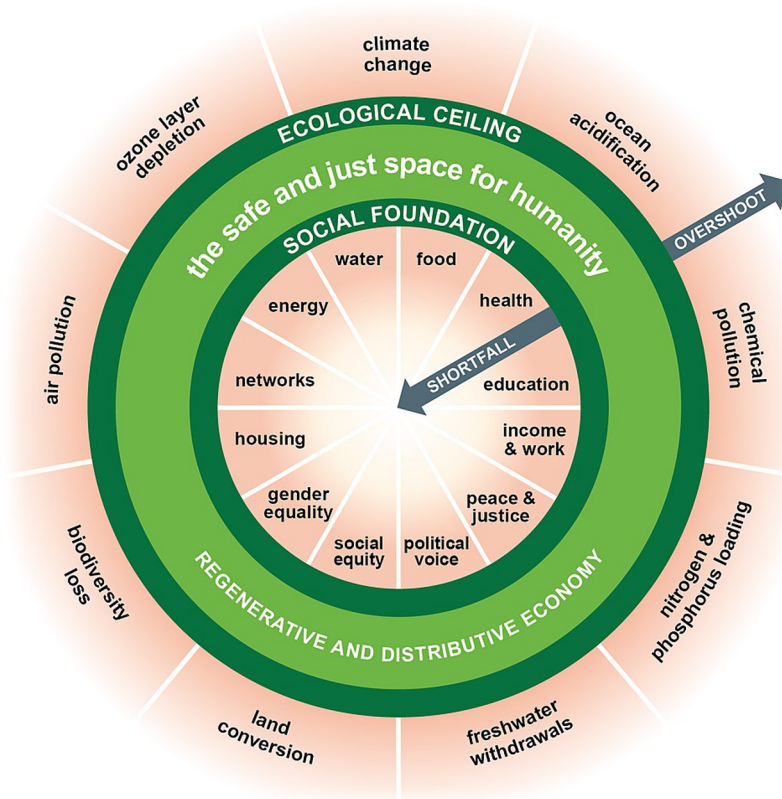 climate
change
ocean
acidification
OVERSHOOT
chemical
pollution
nitrogen &
phosphorus loading
freshwater
withdrawals
land
conversion
biodiversity
loss
air pollution
ozone layer
depletion
ECOLOGICAL CEILING
the safe and just space for humanity
SOCIAL FOUNDATION
water
food
health
SHORTFALL
education
income
& work
peace &
justice
political
voice
social
equity
gender
equality
housing
networks
energy
REGENERATIVE AND DISTRIBUTIVE ECONOMY